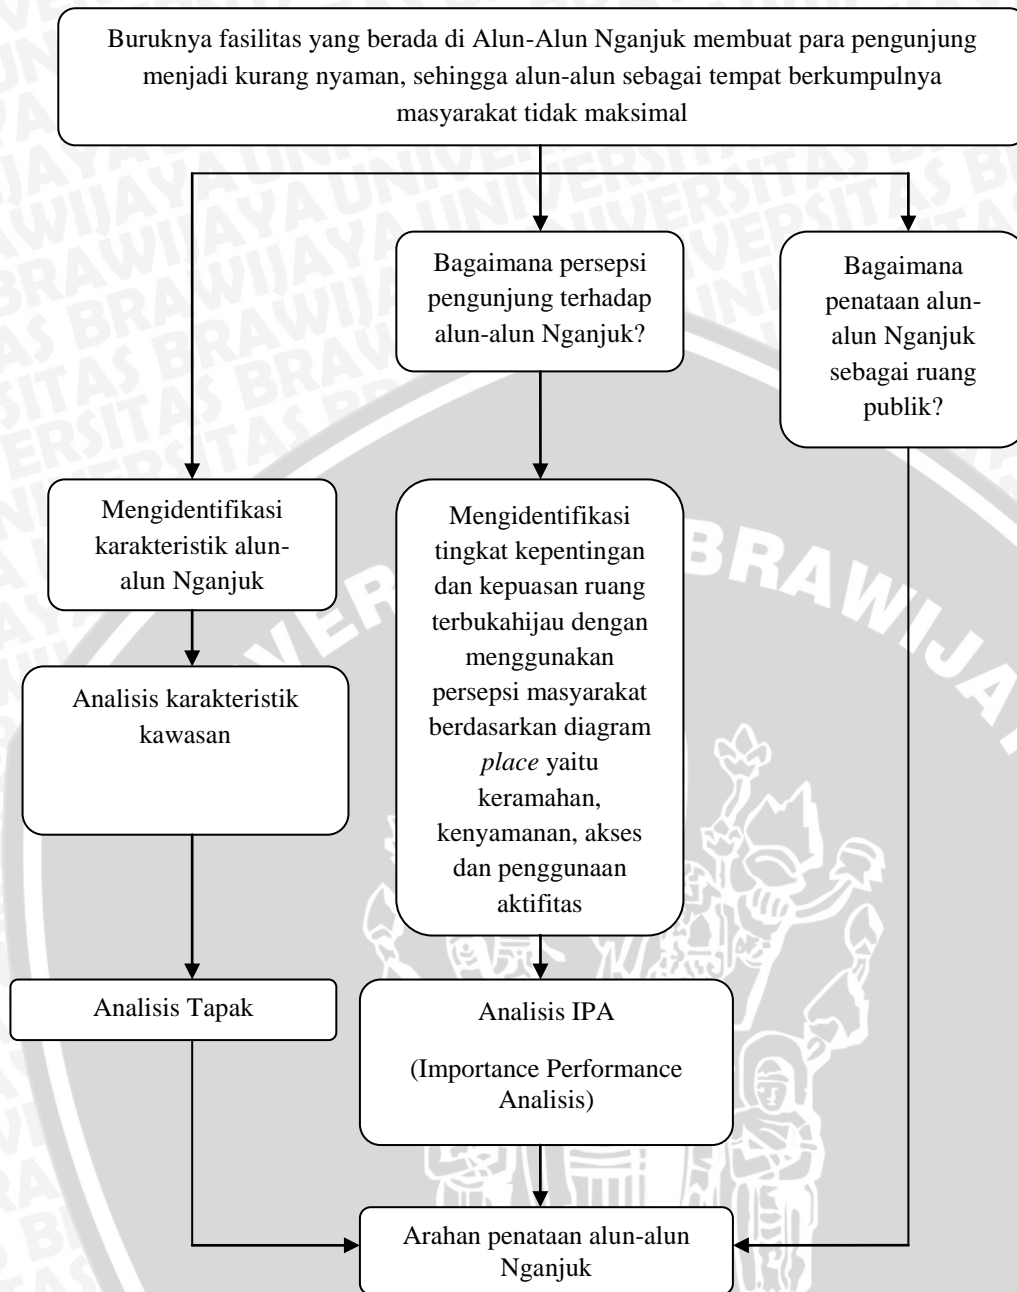 Buruknya fasilitas yang berada di Alun-Alun Nganjuk membuat para pengunjung
menjadi kurang nyaman, sehingga alun-alun sebagai tempat berkumpulnya
masyarakat tidak maksimal
Bagaimana persepsi
pengunjung terhadap
alun-alun Nganjuk?
Bagaimana
penataan alun-
alun Nganjuk
sebagai ruang
publik?
Mengidentifikasi
karakteristik alun-
alun Nganjuk
Mengidentifikasi
tingkat kepentingan
dan kepuasan ruang
terbukahijau dengan
menggunakan
persepsi masyarakat
berdasarkan diagram
place yaitu
keramahan,
kenyamanan, akses
dan penggunaan
aktifitas
Analisis karakteristik
kawasan
Analisis Tapak
Analisis IPA
(Importance Performance
Analisis)
Arahan penataan alun-alun
Nganjuk